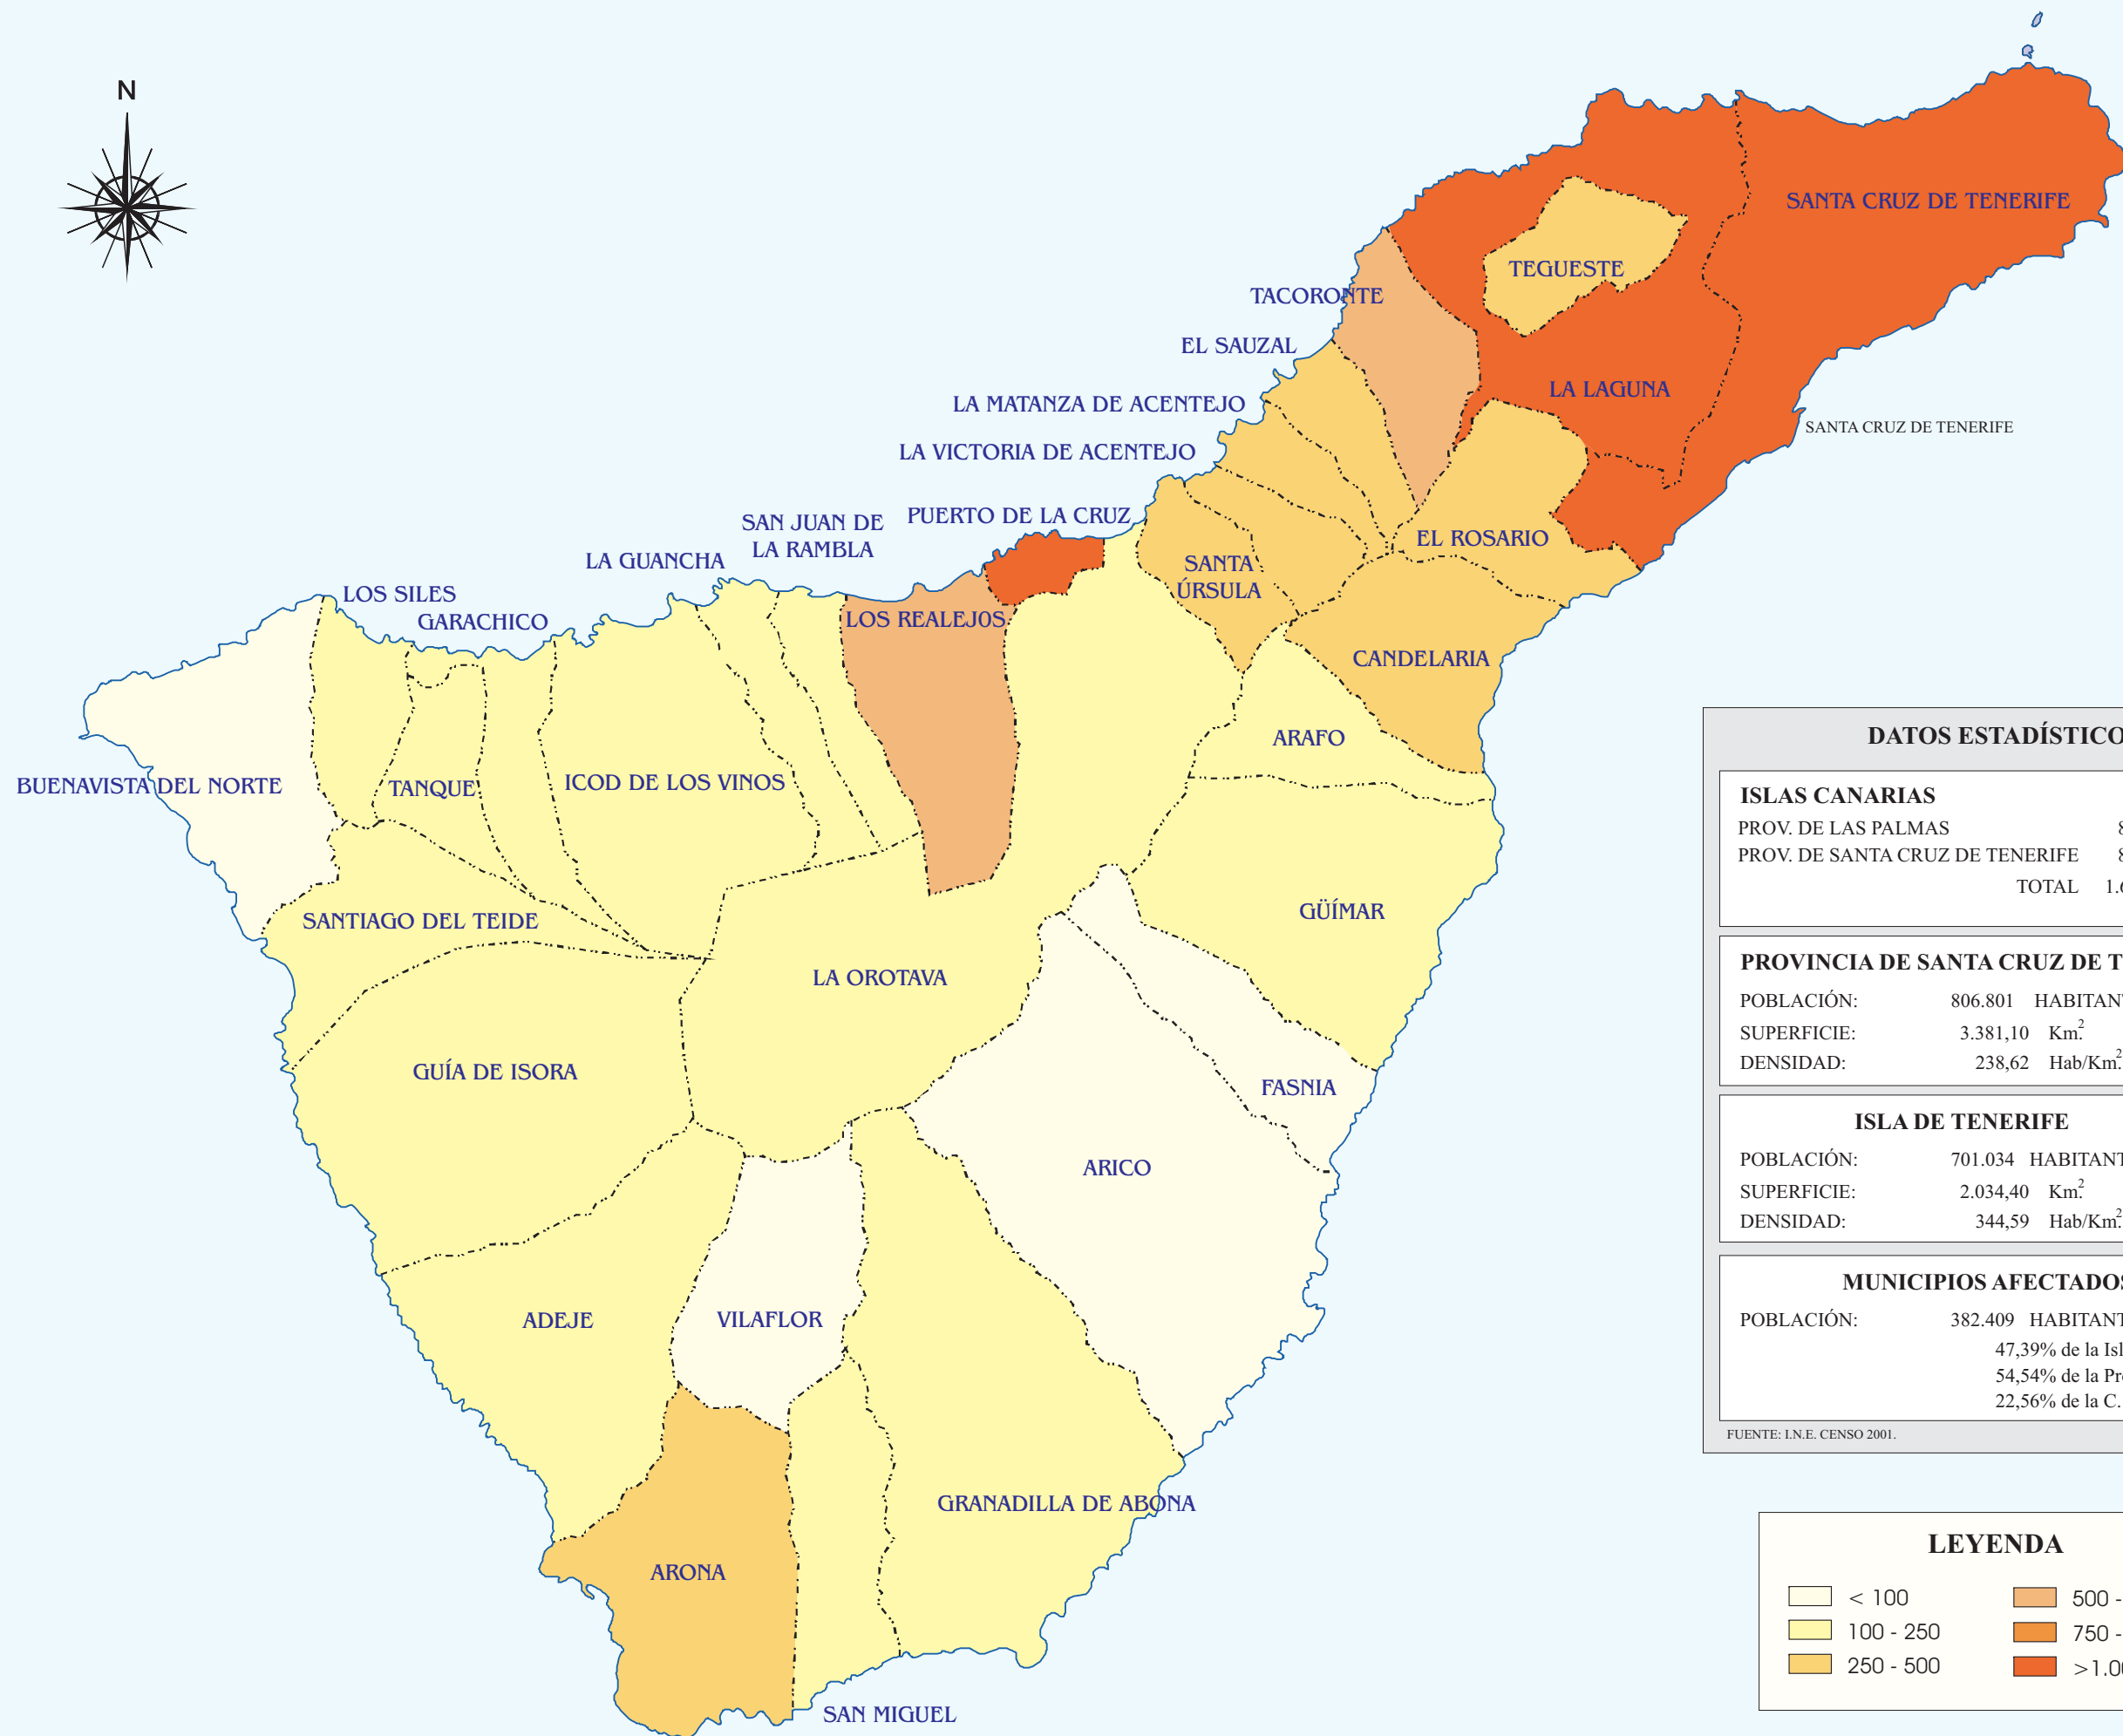 N
SANTA CRUZ DE TENERIFE
TEGUESTE
TACORONTE
EL SAUZAL
LA LAGUNA
LA MATANZA DE ACENTEJO
SANTA CRUZ DE TENERIFE
LA VICTORIA DE ACENTEJO
PUERTO DE LA CRUZ
SAN JUAN DE
LA RAMBLA
EL ROSARIO
LA GUANCHA
SANTA
ÚRSULA
LOS SILES
GARACHICO
LOS REALEJOS
CANDELARIA
ARAFO
BUENAVISTA DEL NORTE
TANQUE
ICOD DE LOS VINOS
SANTIAGO DEL TEIDE
GÜÍMAR
LA OROTAVA
GUÍA DE ISORA
FASNIA
ARICO
ADEJE
VILAFLOR
GRANADILLA DE ABONA
ARONA
SAN MIGUEL
DATOS ESTADÍSTICO
ISLAS CANARIAS
PROV. DE LAS PALMAS 8
PROV. DE SANTA CRUZ DE TENERIFE 8
TOTAL 1.6
PROVINCIA DE SANTA CRUZ DE T
POBLACIÓN: 806.801 HABITANT
SUPERFICIE: 3.381,10 Km.2
DENSIDAD: 238,62 Hab/Km.2
ISLA DE TENERIFE
POBLACIÓN: 701.034 HABITANT
SUPERFICIE: 2.034,40 Km.2
DENSIDAD: 344,59 Hab/Km.2
MUNICIPIOS AFECTADOS
POBLACIÓN: 382.409 HABITANT
47,39% de la Isl
54,54% de la Pr
22,56% de la C.
FUENTE: I.N.E. CENSO 2001.
LEYENDA
< 100 500 -
100 - 250 750 -
250 - 500 >1.00